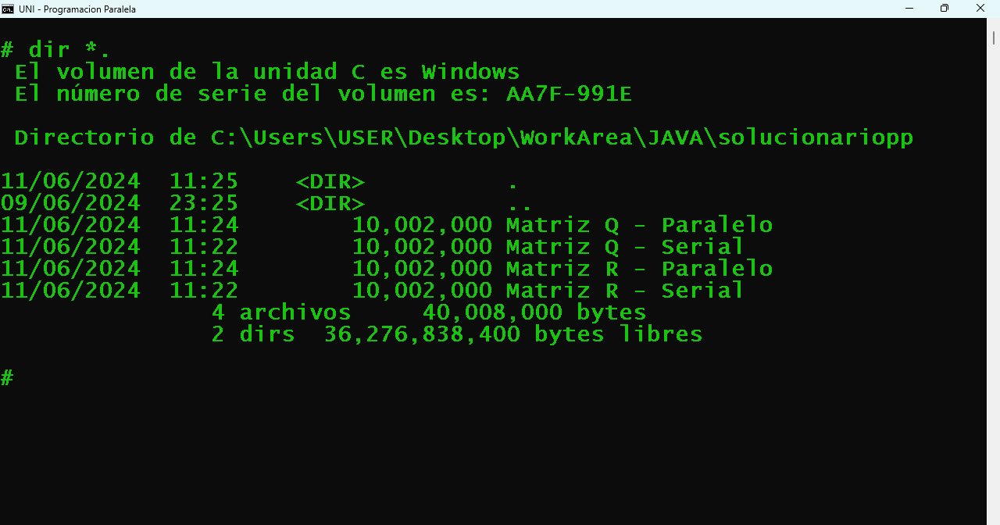 UNI - Programacion Paralela
# dir *.
El volumen de la unidad C es Windows
El número de serie del volumen es: AA7F-991E
Directorio de C:\Users\USER\Desktop\WorkArea\JAVA\solucionariopp
11/06/2024  11:25    <DIR>          .
09/06/2024  23:25    <DIR>          ..
11/06/2024  11:24        10,002,000 Matriz Q - Paralelo
11/06/2024  11:22        10,002,000 Matriz Q - Serial
11/06/2024  11:24        10,002,000 Matriz R - Paralelo
11/06/2024  11:22        10,002,000 Matriz R - Serial
4 archivos     40,008,000 bytes
2 dirs  36,276,838,400 bytes libres
#